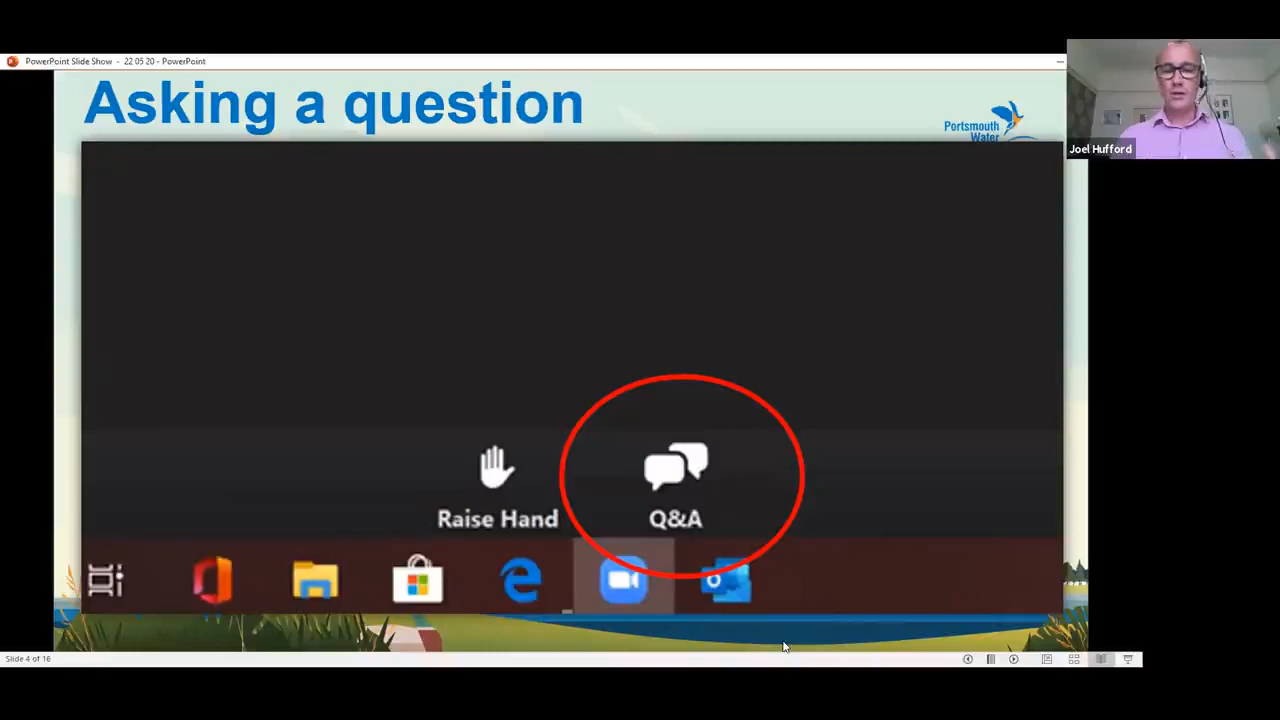 PowerPoint Slide Show - 22 05 20 - PowerPoint
Asking a question
Portsmouth
Water
Joel Hufford
Raise Hand
Q&A
Slide 4 of 16